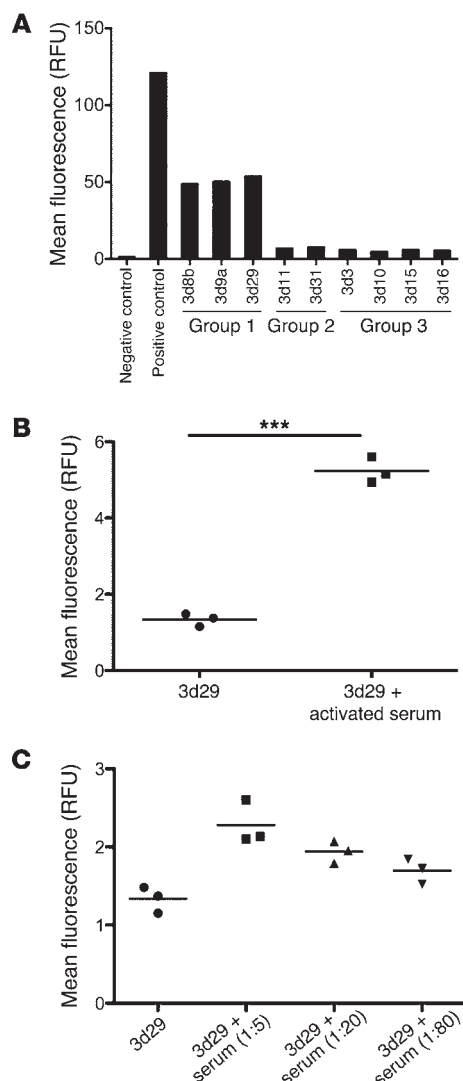 A
Mean fluorescence (RFU)
150
100
50
0
Negative control
Positive control
3d8b
3d9a
3d29
3d11
3d31
3d3
3d10
3d15
3d16
Group 1
Group 2
Group 3
B
Mean fluorescence (RFU)
6
4
2
0
***
3d29
3d29 +
activated serum
C
Mean fluorescence (RFU)
3
2
1
0
3d29
3d29 +
serum (1:5)
3d29 +
serum (1:20)
3d29 +
serum (1:80)